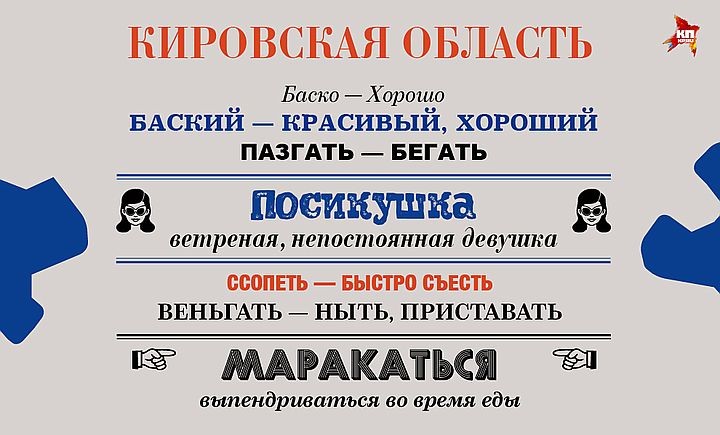 КИРОВСКАЯ ОБЛАСТЬ
КП
Баско — Хорошо
БАСКИЙ — КРАСИВЫЙ, ХОРОШИЙ
ПАЗГАТЬ — БЕГАТЬ
Посикушка
ветреная, непостоянная девушка
ССОПЕТЬ — БЫСТРО СЪЕСТЬ
ВЕНЬГАТЬ — НЫТЬ, ПРИСТАВАТЬ
МАРАКАТЬСЯ
выпендриваться во время еды